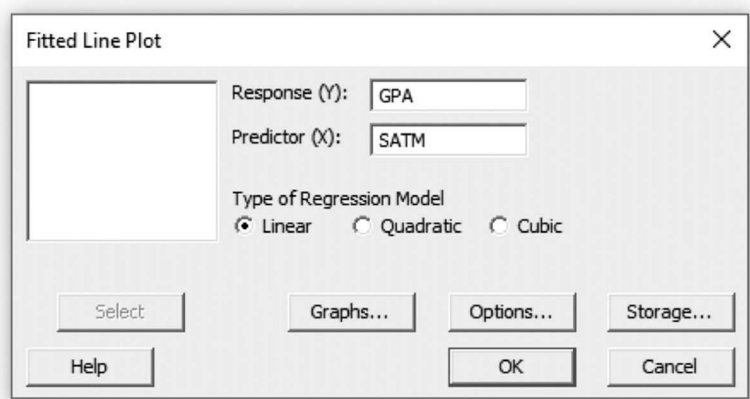 Fitted Line Plot
Response (Y): GPA
Predictor (X): SATM
Type of Regression Model
Linear Quadratic Cubic
Select Graphs... Options... Storage...
Help OK Cancel